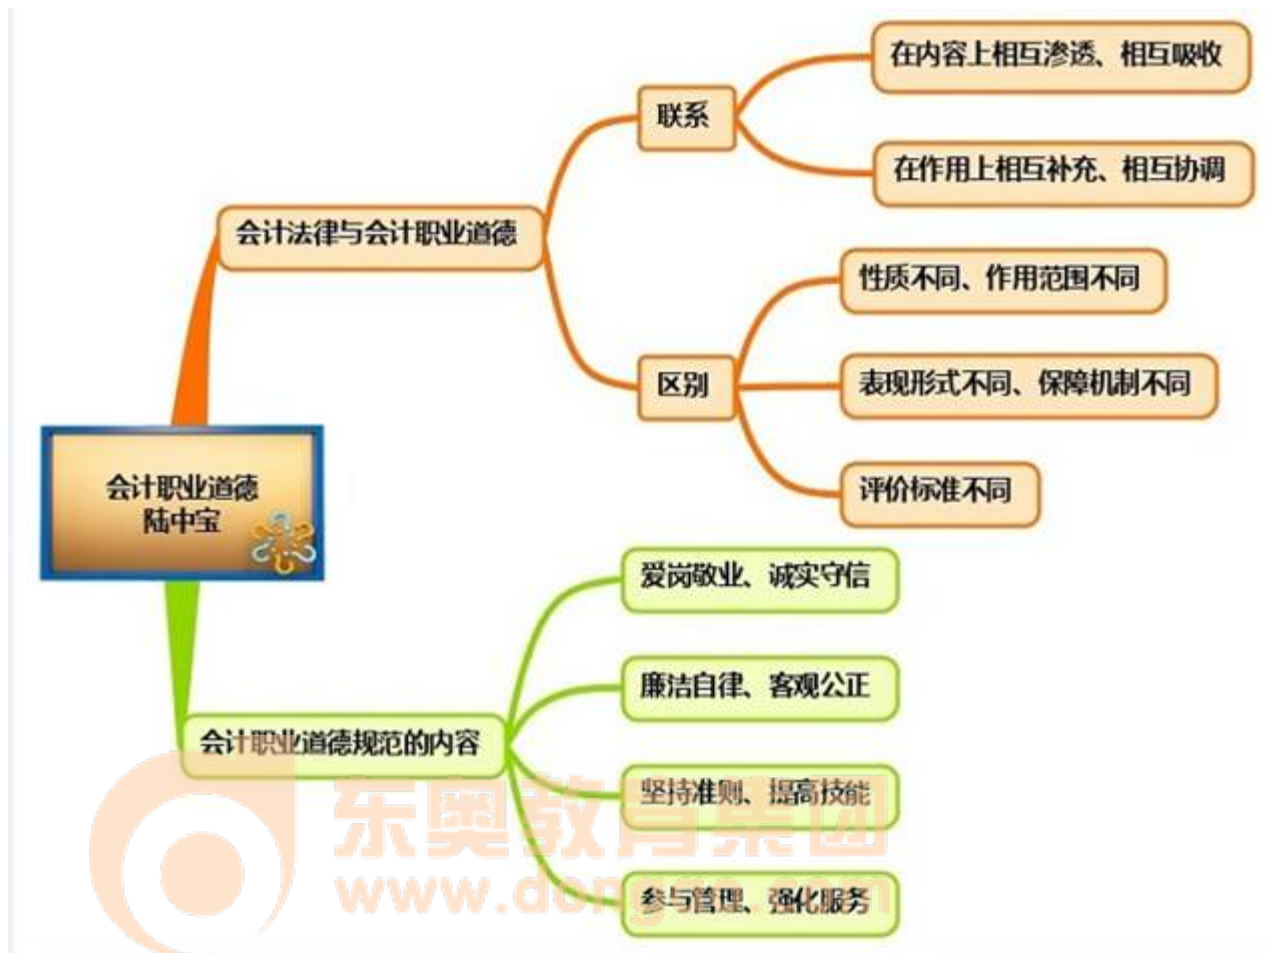 会计职业道德
陆中宝
会计法律与会计职业道德
联系
在内容上相互渗透、相互吸收
在作用上相互补充、相互协调
区别
性质不同、作用范围不同
表现形式不同、保障机制不同
评价标准不同
会计职业道德规范的内容
爱岗敬业、诚实守信
廉洁自律、客观公正
坚持准则、提高技能
参与管理、强化服务
东奥教育集团